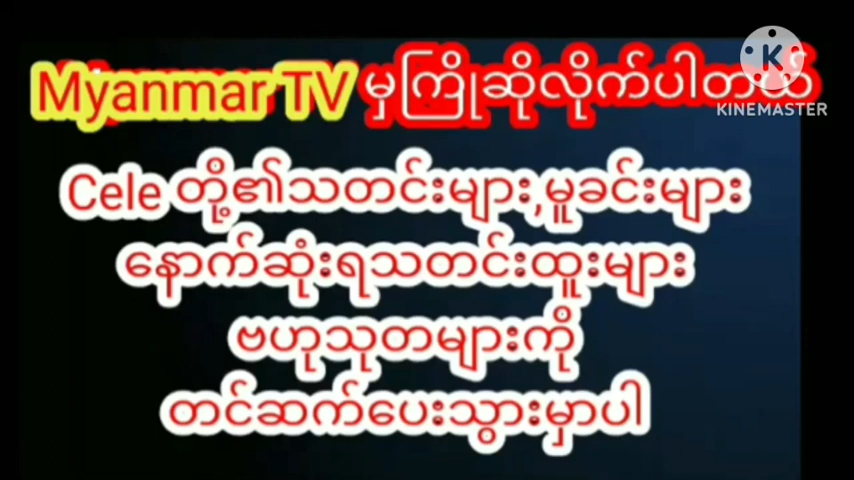 Myanmar TV မှကြိုဆိုလိုက်ပါတယ်
KINEMASTER
Cele တို့၏သတင်းများ,မူခင်းများ
နောက်ဆုံးရသတင်းထူးများ
ဗဟုသုတများကို
တင်ဆက်ပေးသွားမှာပါ